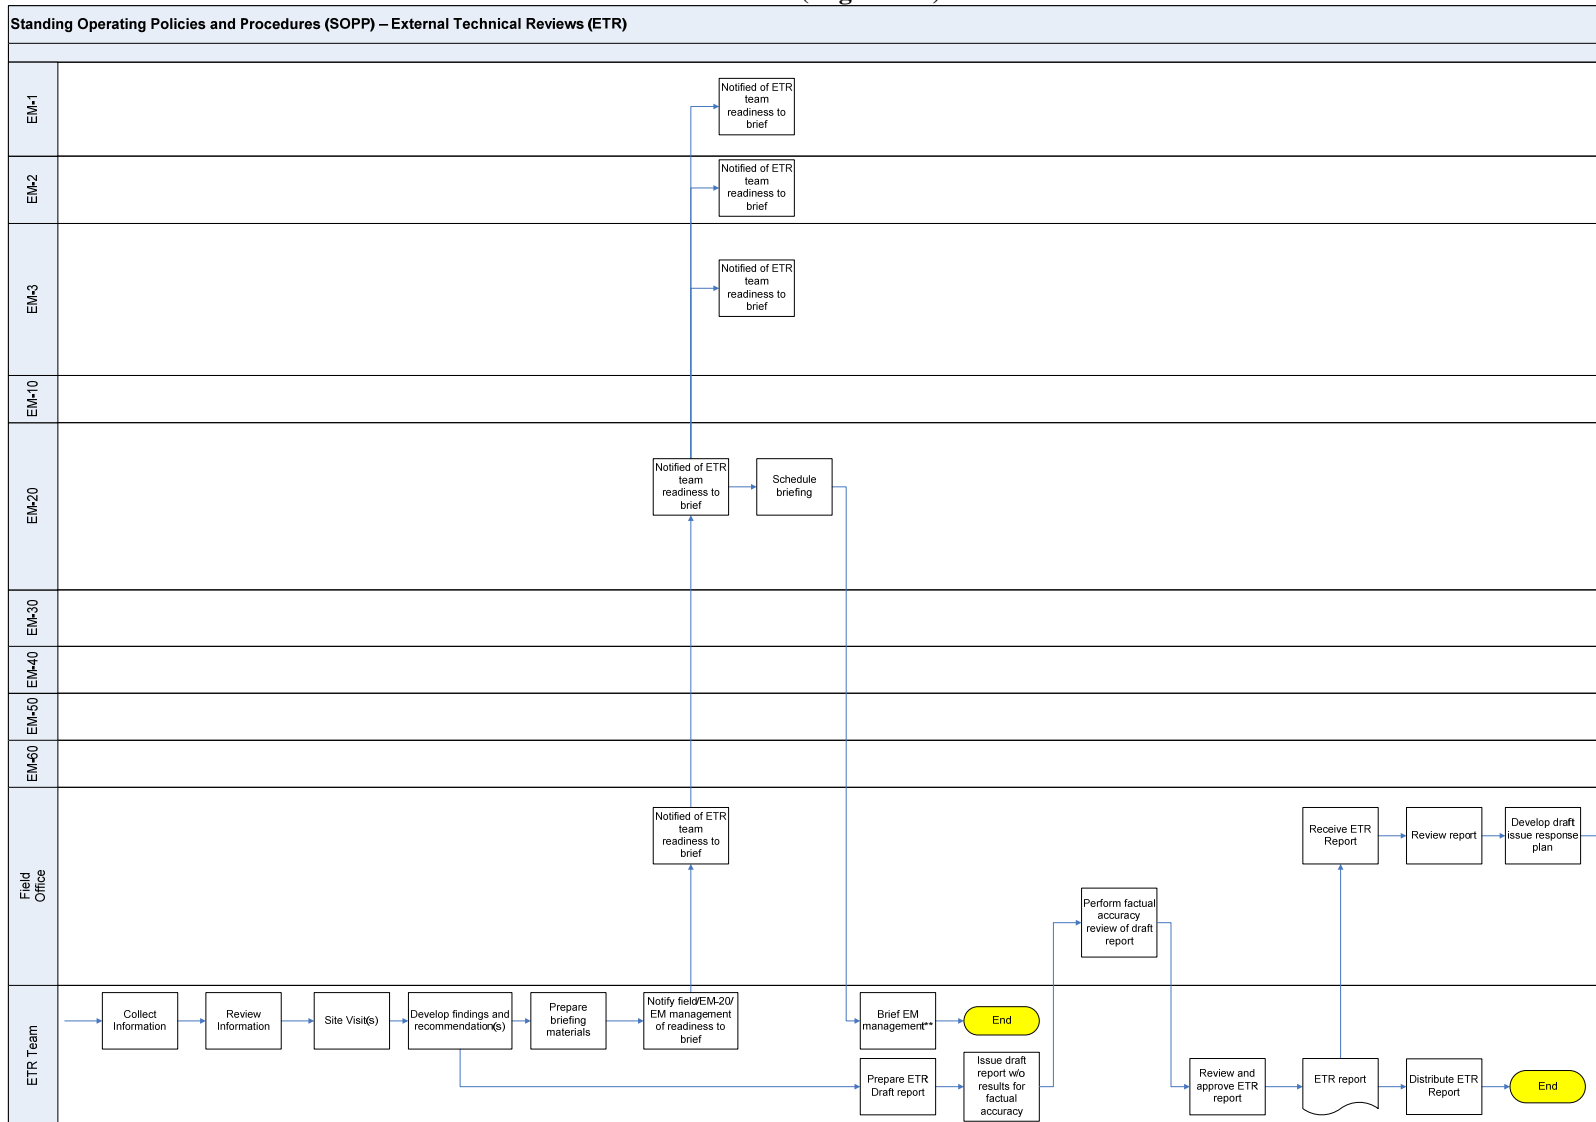 Standing Operating Policies and Procedures (SOPP) – External Technical Reviews (ETR)
EM-1
Notified of ETR
team
readiness to
brief
EM-2
Notified of ETR
team
readiness to
brief
EM-3
Notified of ETR
team
readiness to
brief
EM-10
EM-20
Notified of ETR
team
readiness to
brief
Schedule
briefing
EM-30
EM-40
EM-50
EM-60
Field
Office
Notified of ETR
team
readiness to
brief
Receive ETR
Report
Review report
Develop draft
issue response
plan
Perform factual
accuracy
review of draft
report
ETR Team
Collect
Information
Review
Information
Site Visit(s)
Develop findings and
recommendation(s)
Prepare
briefing
materials
Notify field/EM-20/
EM management
of readiness to
brief
Brief EM
management**
End
Prepare ETR
Draft report
Issue draft
report w/o
results for
factual
accuracy
Review and
approve ETR
report
ETR report
Distribute ETR
Report
End